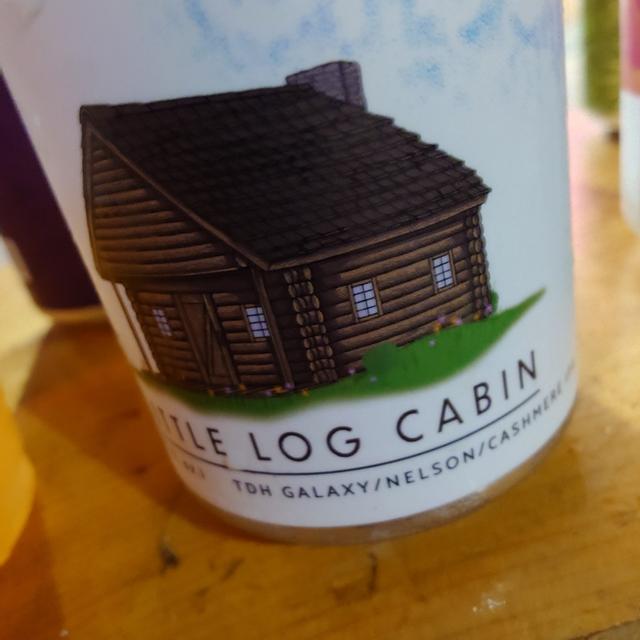 TTLE LOG CABIN
TDH GALAXY/NELSON/CASHMERE